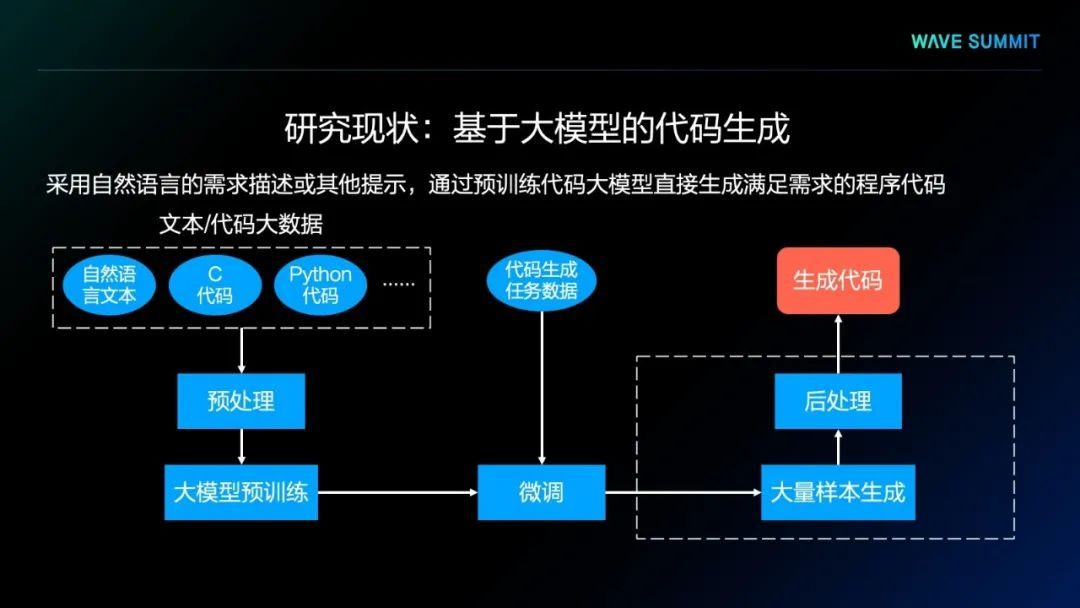 WAVE SUMMIT
研究现状：基于大模型的代码生成
采用自然语言的需求描述或其他提示，通过预训练代码大模型直接生成满足需求的程序代码
文本/代码大数据
自然语
言文本
C
代码
Python
代码
......
代码生成
任务数据
生成代码
预处理
后处理
大模型预训练
微调
大量样本生成